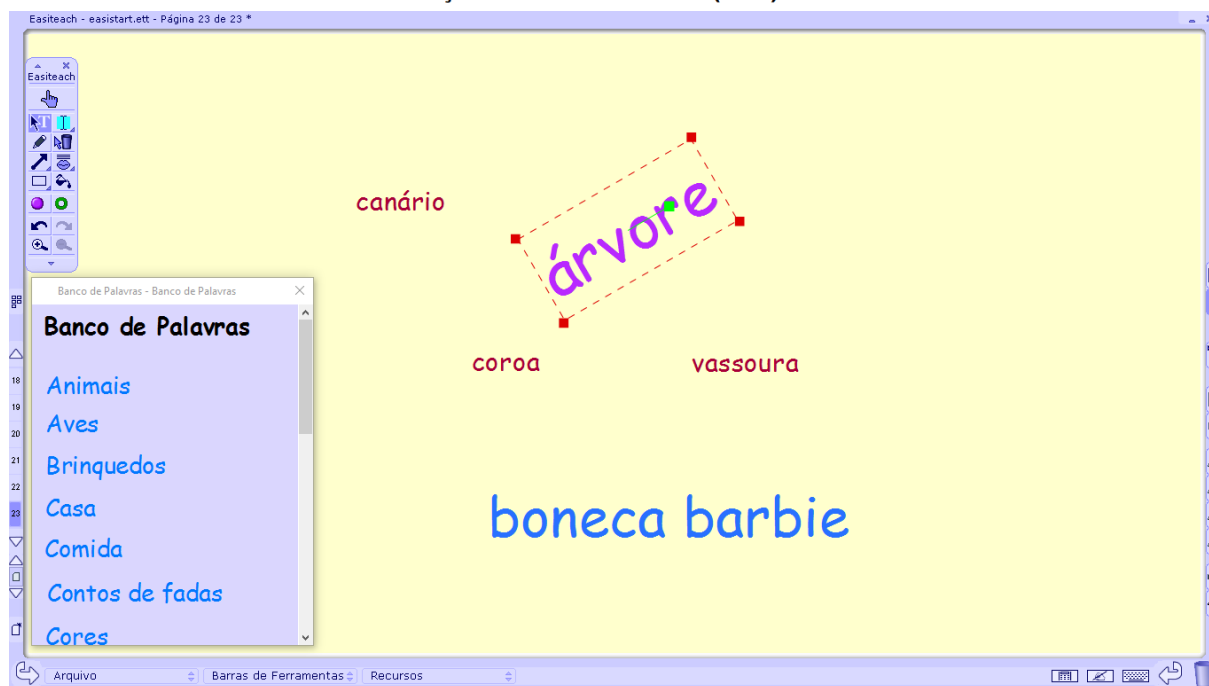 Easiteach - easistart.ett - Página 23 de 23 *
Easiteach
canário
árvore
Banco de Palavras - Banco de Palavras
Banco de Palavras
coroa
vassoura
Animais
Aves
Brinquedos
boneca barbie
Casa
Comida
Contos de fadas
Cores
18
19
20
21
22
23
Arquivo
Barras de Ferramentas
Recursos